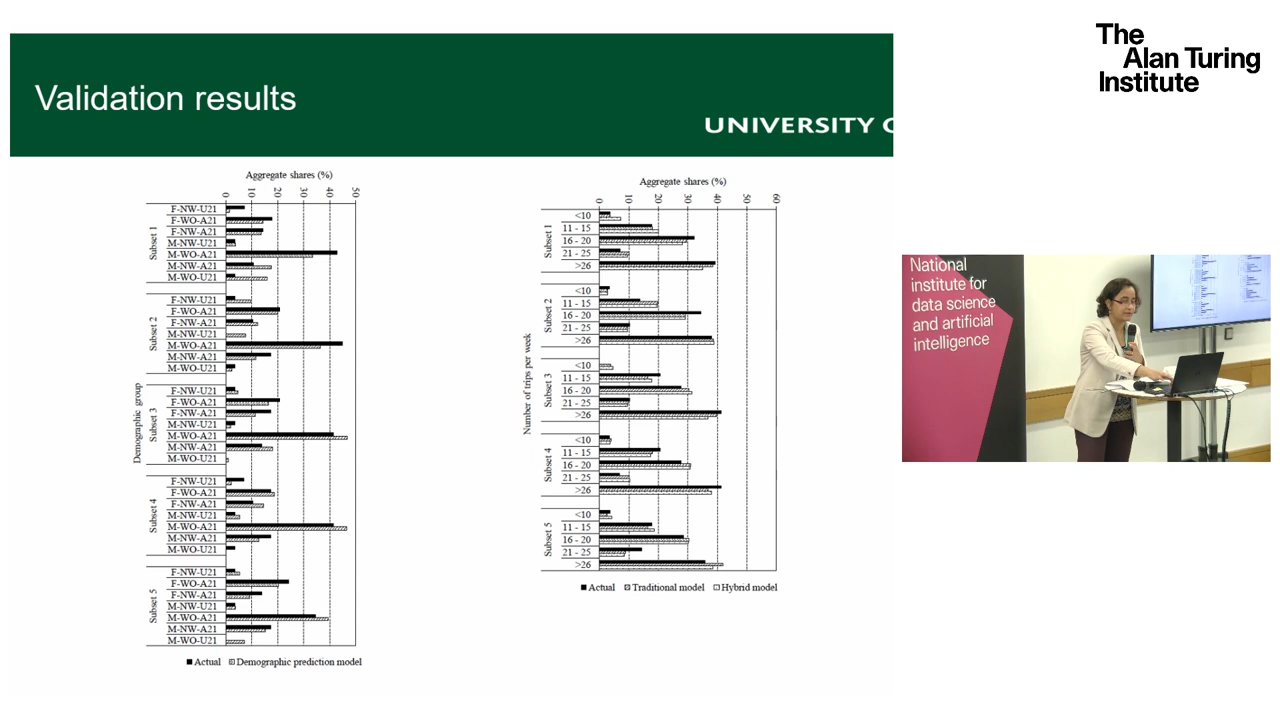 Validation results
UNIVERSITY
The
Alan Turing
Institute
Aggregate shares (%)
0 10 20 30 40 50
Demographic group
Subset 1
F-NW-U21
F-WO-A21
F-NW-A21
M-NW-U21
M-WO-A21
M-NW-A21
M-WO-U21
Subset 2
F-NW-U21
F-WO-A21
F-NW-A21
M-NW-U21
M-WO-A21
M-NW-A21
M-WO-U21
Subset 3
F-NW-U21
F-WO-A21
F-NW-A21
M-NW-U21
M-WO-A21
M-NW-A21
M-WO-U21
Subset 4
F-NW-U21
F-WO-A21
F-NW-A21
M-NW-U21
M-WO-A21
M-NW-A21
M-WO-U21
Subset 5
F-NW-U21
F-WO-A21
F-NW-A21
M-NW-U21
M-WO-A21
M-NW-A21
M-WO-U21
Actual Demographic prediction model
Aggregate shares (%)
0 10 20 30 40 50 60
Number of trips per week
Subset 1
<10
11 - 15
16 - 20
21 - 25
>26
Subset 2
<10
11 - 15
16 - 20
21 - 25
>26
Subset 3
<10
11 - 15
16 - 20
21 - 25
>26
Subset 4
<10
11 - 15
16 - 20
21 - 25
>26
Subset 5
<10
11 - 15
16 - 20
21 - 25
>26
Actual Traditional model Hybrid model
National
institute for
data science
and artificial
intelligence